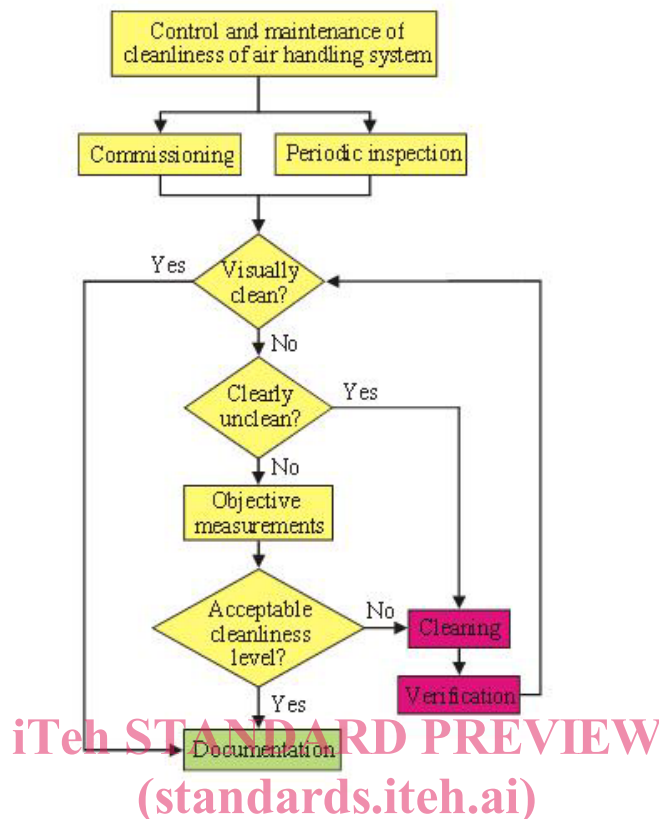 Control and maintenance of
cleanliness of air handling system
Commissioning
Periodic inspection
Yes
Visually
clean?
No
Clearly
unclean?
Yes
No
Objective
measurements
Acceptable
cleanliness
level?
No
Cleaning
Verification
Yes
iTeh STANDARD PREVIEW
Documentation
(standards.iteh.ai)